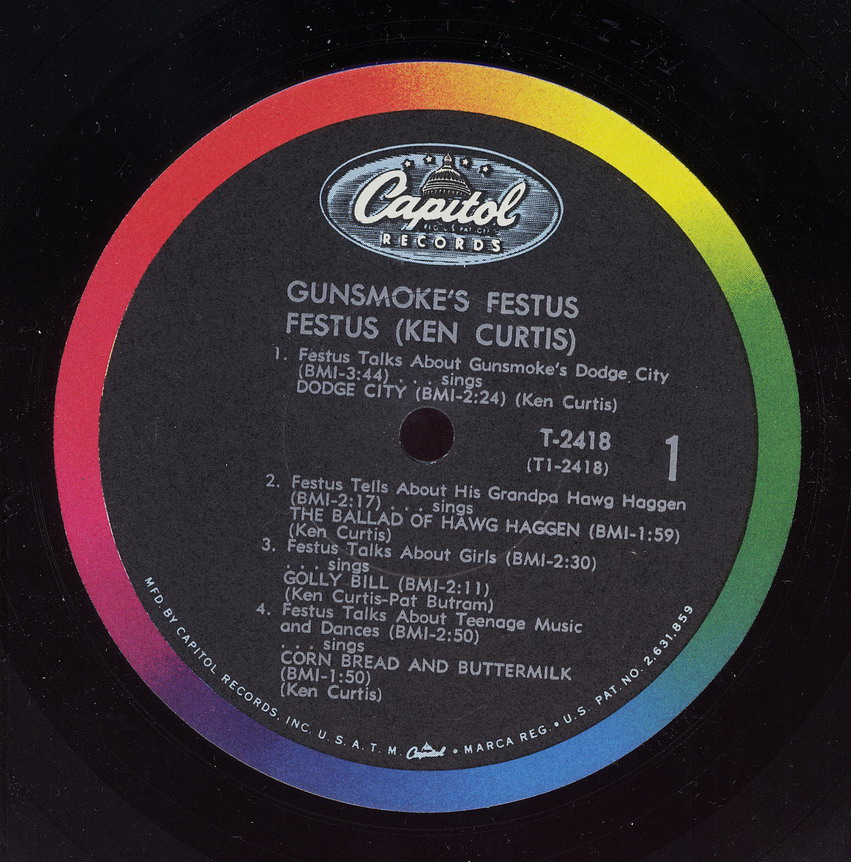 Capitol
REG. U.S. PAT. OFF.
RECORDS
GUNSMOKE'S FESTUS
FESTUS (KEN CURTIS)
1. Festus Talks About Gunsmoke's Dodge City
(BMI-3:44) . . . sings
DODGE CITY (BMI-2:24) (Ken Curtis)
T-2418
(T1-2418)
1
2. Festus Tells About His Grandpa Hawg Haggen
(BMI-2:17) . . . sings
THE BALLAD OF HAWG HAGGEN (BMI-1:59)
(Ken Curtis)
3. Festus Talks About Girls (BMI-2:30)
. . . sings
GOLLY BILL (BMI-2:11)
(Ken Curtis-Pat Butram)
4. Festus Talks About Teenage Music
and Dances (BMI-2:50)
. . . sings
CORN BREAD AND BUTTERMILK
(BMI-1:50)
(Ken Curtis)
MFD. BY CAPITOL RECORDS, INC. U. S. A. T. M. Capitol • MARCA REG. • U.S. PAT. NO. 2,631,859